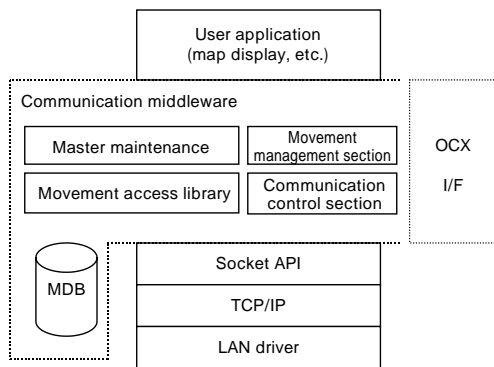 User application
(map display, etc.)
Communication middleware
Master maintenance
Movement
management section
OCX
I/F
Movement access library
Communication
control section
MDB
Socket API
TCP/IP
LAN driver